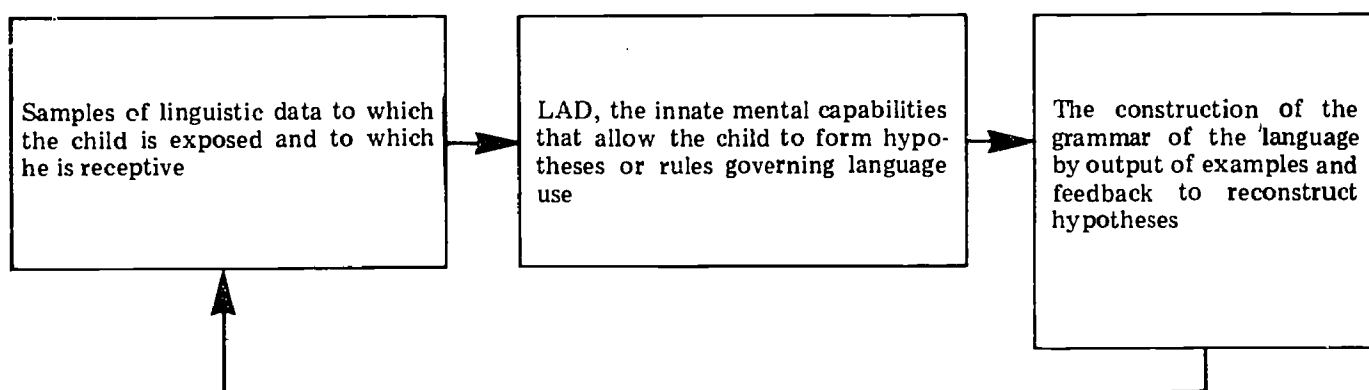 Samples of linguistic data to which
the child is exposed and to which
he is receptive
LAD, the innate mental capabilities
that allow the child to form hypo-
theses or rules governing language
use
The construction of the
grammar of the language
by output of examples and
feedback to reconstruct
hypotheses